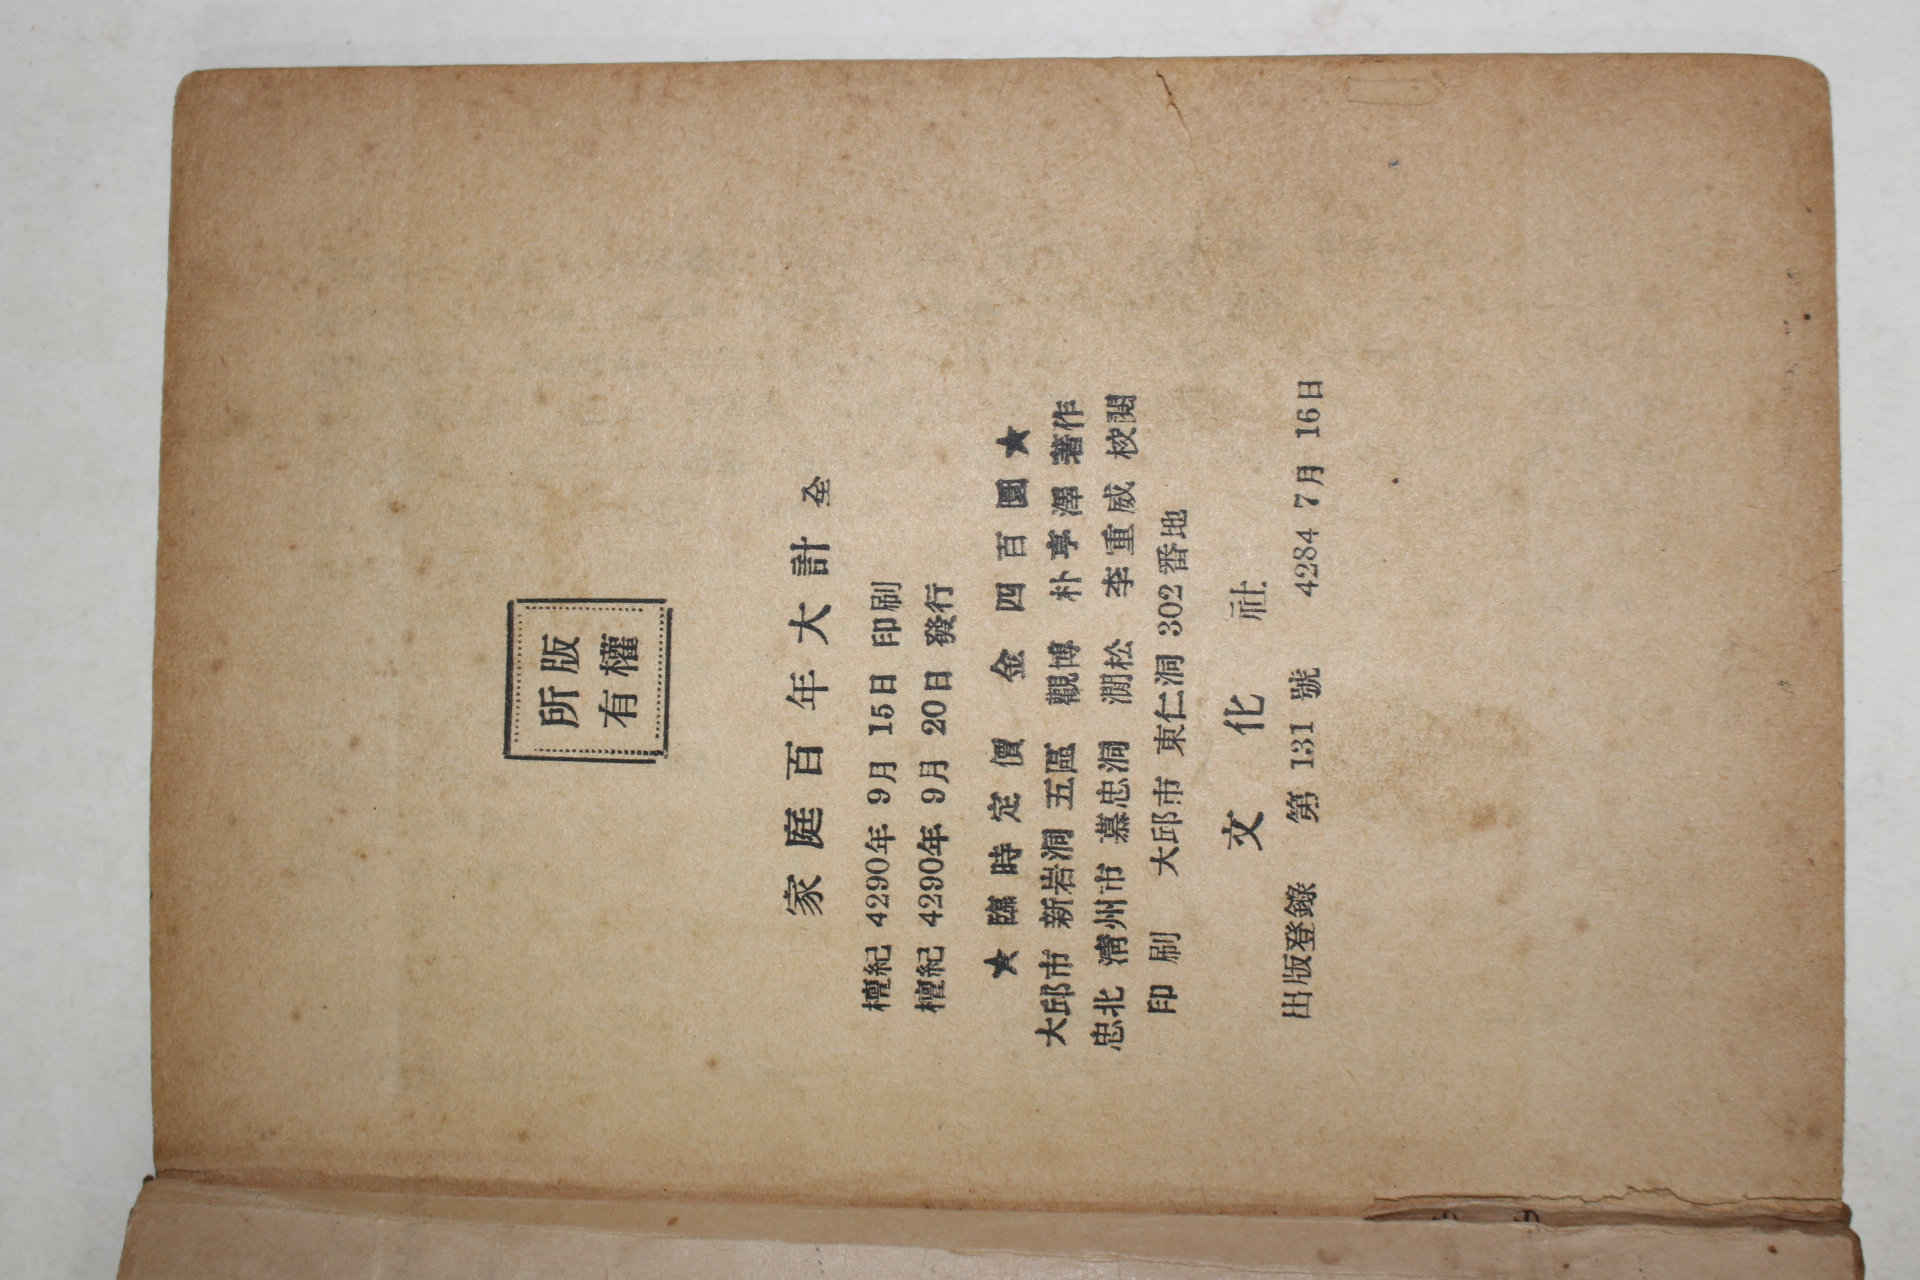 版權
所有
家庭百年大計 全
檀紀 4290年 9月 15日 印刷
檀紀 4290年 9月 20日 發行
★ 臨時定價 金四百圜 ★
大邱市 新岩洞 五區 觀博 朴亭澤 著作
忠北 淸州市 慕忠洞 澗松 李重威 校閱
印刷 大邱市 東仁洞 302番地
文化社
出版登錄 第 131 號 4284 7月 16日